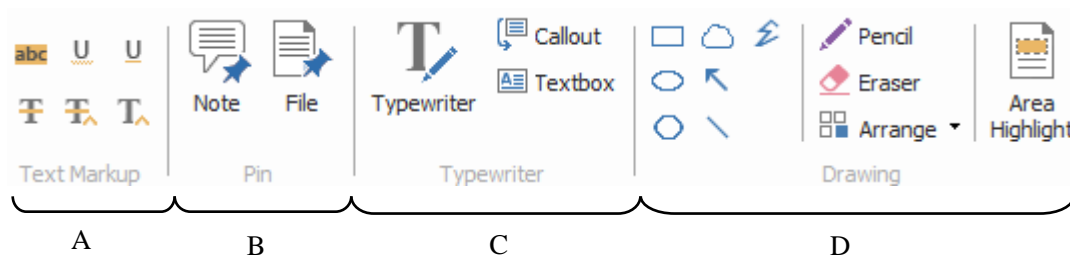 abc U U
T T T
Note File
Typewriter
Callout
Textbox
Pencil
Eraser
Arrange
Area
Highlight
Text Markup Pin Typewriter Drawing
A B C D